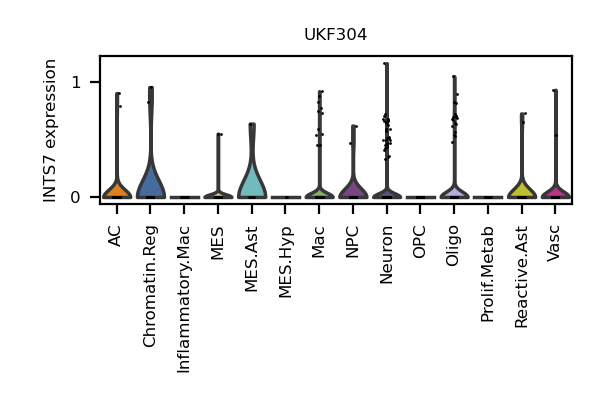 UKF304
INTS7 expression
1
0
AC
Chromatin.Reg
Inflammatory.Mac
MES
MES.Ast
MES.Hyp
Mac
NPC
Neuron
OPC
Oligo
Prolif.Metab
Reactive.Ast
Vasc